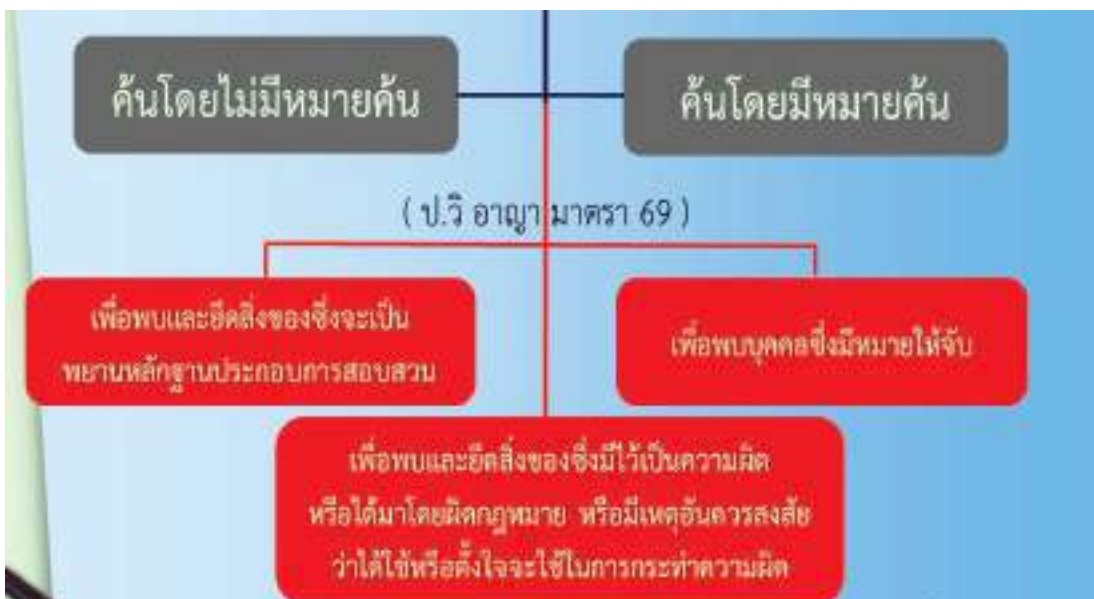 ค้นโดยไม่มีหมายค้น
ค้นโดยมีหมายค้น
( ป.วิ อาญา มาตรา 69 )
เพื่อพบและยึดสิ่งของซึ่งจะเป็น
พยานหลักฐานประกอบการสอบสวน
เพื่อพบบุคคลซึ่งมีหมายให้จับ
เพื่อพบและยึดสิ่งของซึ่งมีไว้เป็นความผิด
หรือได้มาโดยผิดกฎหมาย หรือมีเหตุอันควรสงสัย
ว่าได้ใช้หรือตั้งใจจะใช้ในการกระทำความผิด